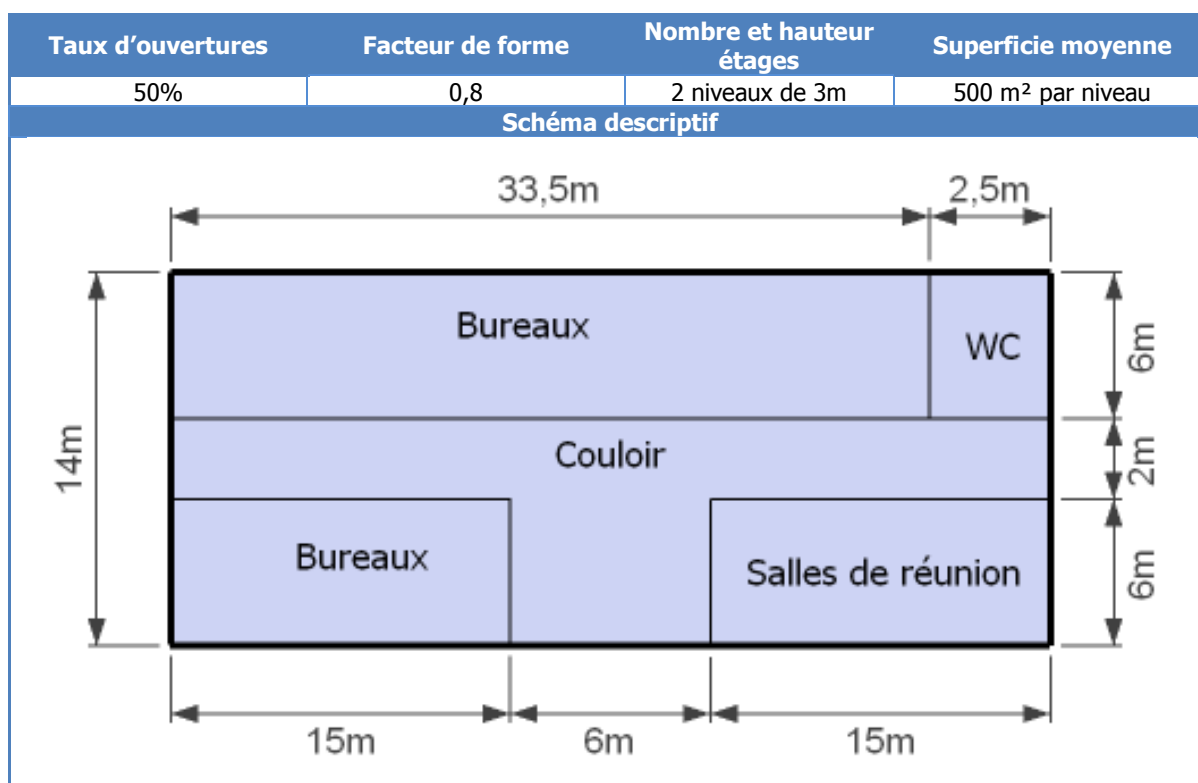 Taux d'ouvertures
Facteur de forme
Nombre et hauteur
étages
Superficie moyenne
50%
0,8
2 niveaux de 3m
500 m² par niveau
Schéma descriptif
33,5m
2,5m
Bureaux
WC
6m
14m
Couloir
2m
Bureaux
Salles de réunion
6m
15m
6m
15m